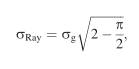 σ_Ray = σ_g √(2 − π/2),